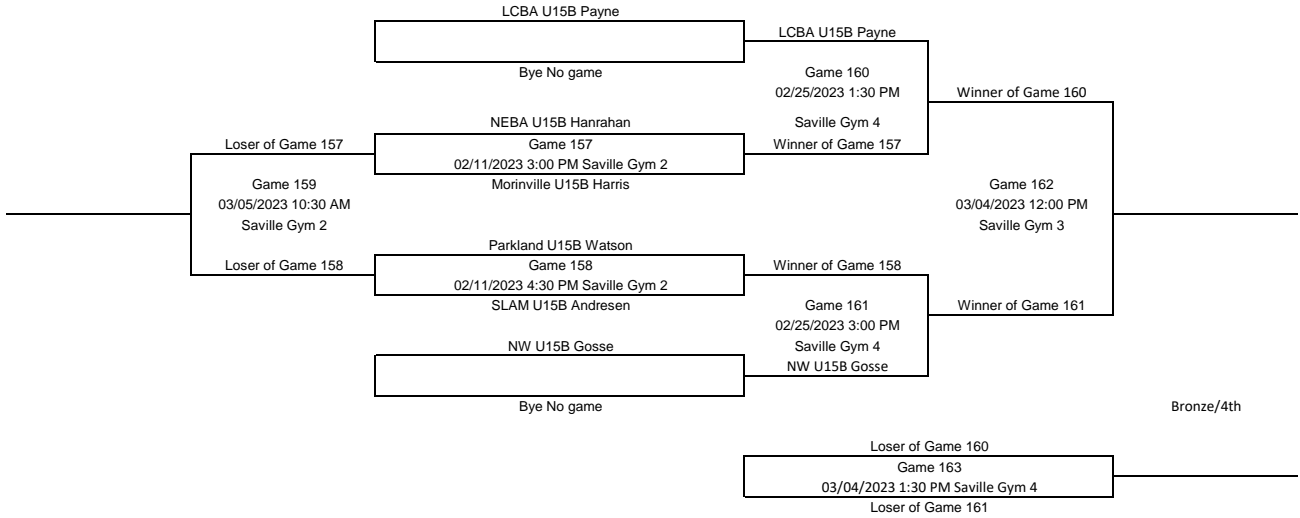 LCBA U15B Payne
LCBA U15B Payne
Bye No game
Game 160
02/25/2023 1:30 PM
Winner of Game 160
NEBA U15B Hanrahan
Saville Gym 4
Loser of Game 157
Game 157
Winner of Game 157
02/11/2023 3:00 PM Saville Gym 2
Game 159
Morinville U15B Harris
Game 162
03/05/2023 10:30 AM
03/04/2023 12:00 PM
Saville Gym 2
Saville Gym 3
Parkland U15B Watson
Loser of Game 158
Game 158
Winner of Game 158
02/11/2023 4:30 PM Saville Gym 2
SLAM U15B Andresen
Game 161
Winner of Game 161
02/25/2023 3:00 PM
NW U15B Gosse
Saville Gym 4
NW U15B Gosse
Bye No game
Bronze/4th
Loser of Game 160
Game 163
03/04/2023 1:30 PM Saville Gym 4
Loser of Game 161